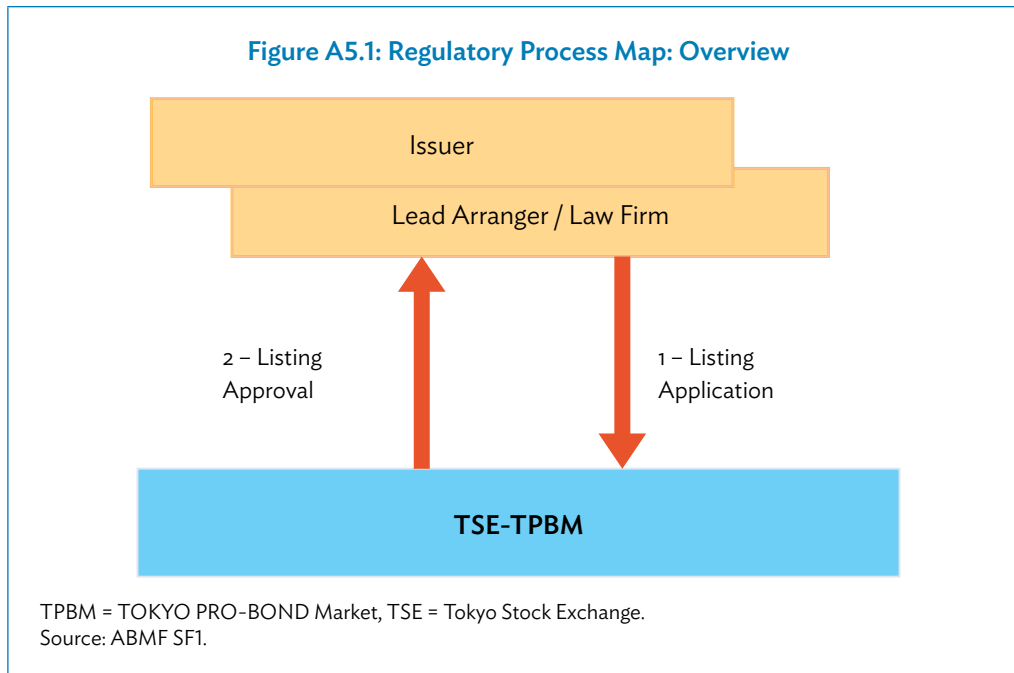 Figure A5.1: Regulatory Process Map: Overview
Issuer
Lead Arranger / Law Firm
2 – Listing
Approval
1 – Listing
Application
TSE-TPBM
TPBM = TOKYO PRO-BOND Market, TSE = Tokyo Stock Exchange.
Source: ABMF SF1.